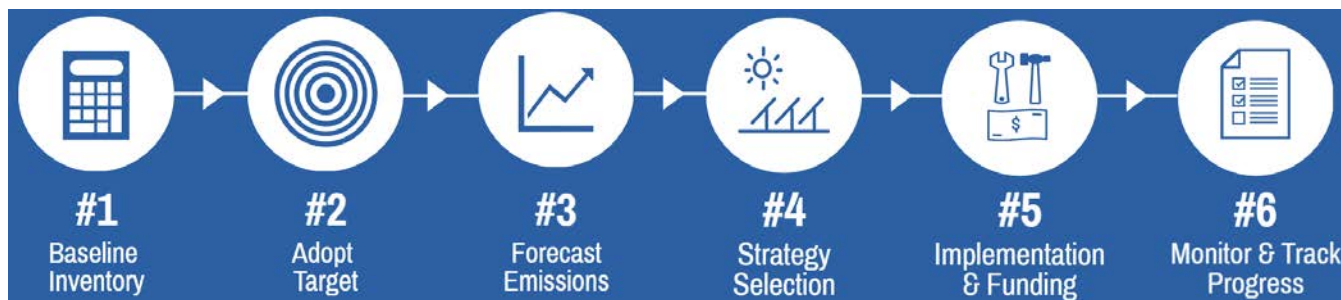 $
#1
Baseline
Inventory
#2
Adopt
Target
#3
Forecast
Emissions
#4
Strategy
Selection
#5
Implementation
& Funding
#6
Monitor & Track
Progress